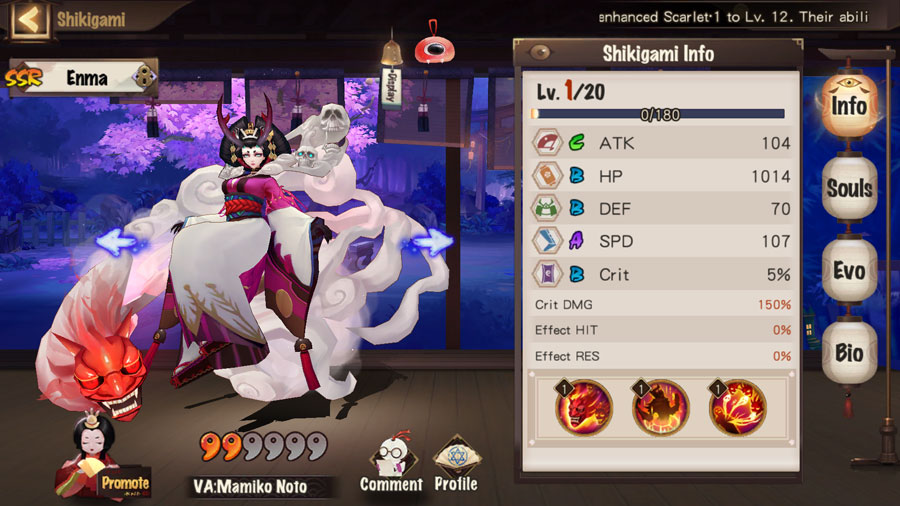 Shikigami
enhanced Scarlet·1 to Lv. 12. Their abili
SSR Enma
Display
Shikigami Info
Lv. 1/20
0/180
C ATK 104
B HP 1014
B DEF 70
A SPD 107
B Crit 5%
Crit DMG 150%
Effect HIT 0%
Effect RES 0%
1 1 1
Info
Souls
Evo
Bio
Promote
VA:Mamiko Noto
Comment
Profile